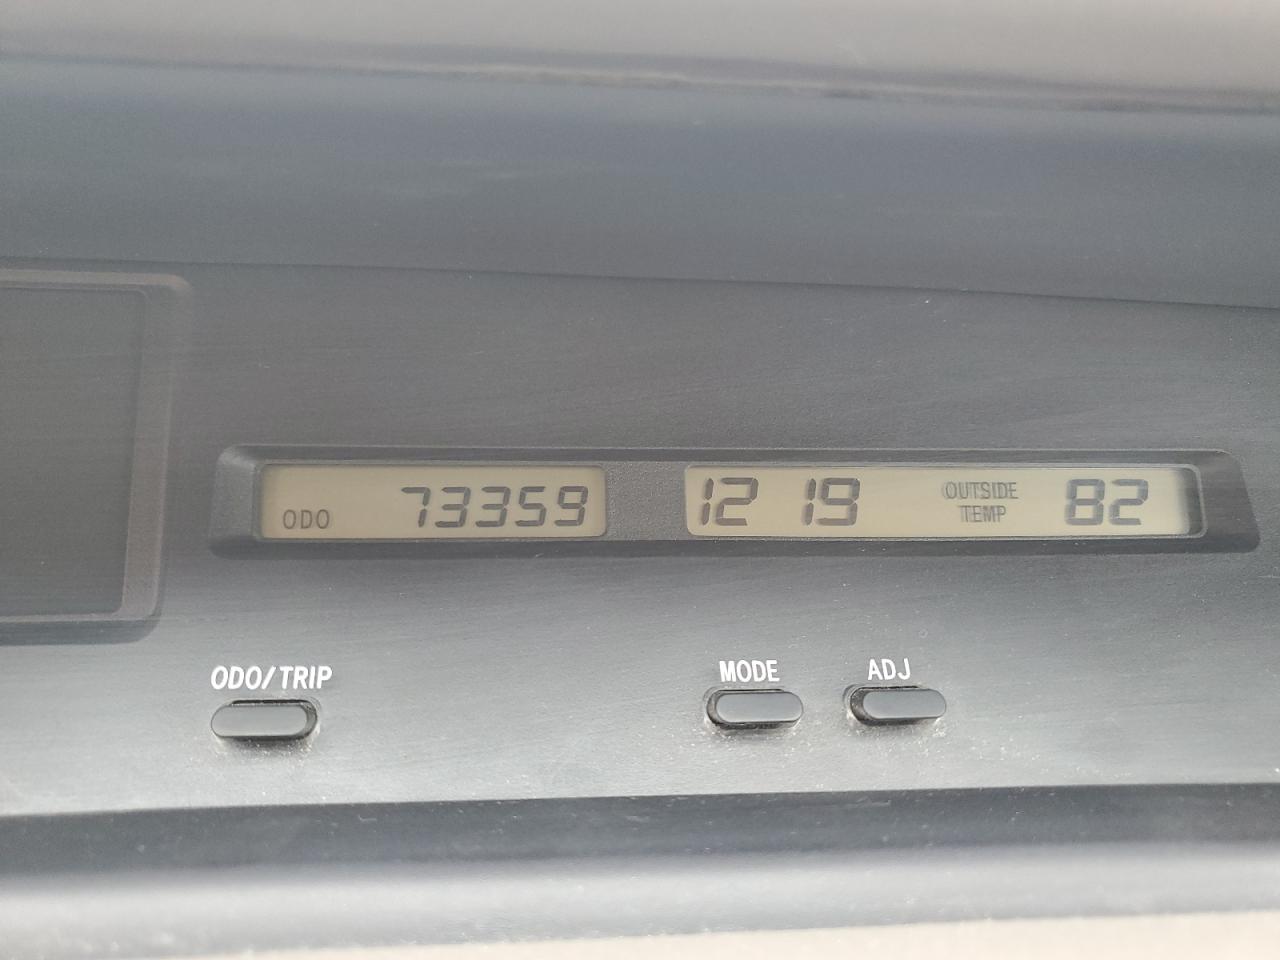 ODO 73359
12 19 OUTSIDE TEMP 82
ODO/TRIP MODE ADJ